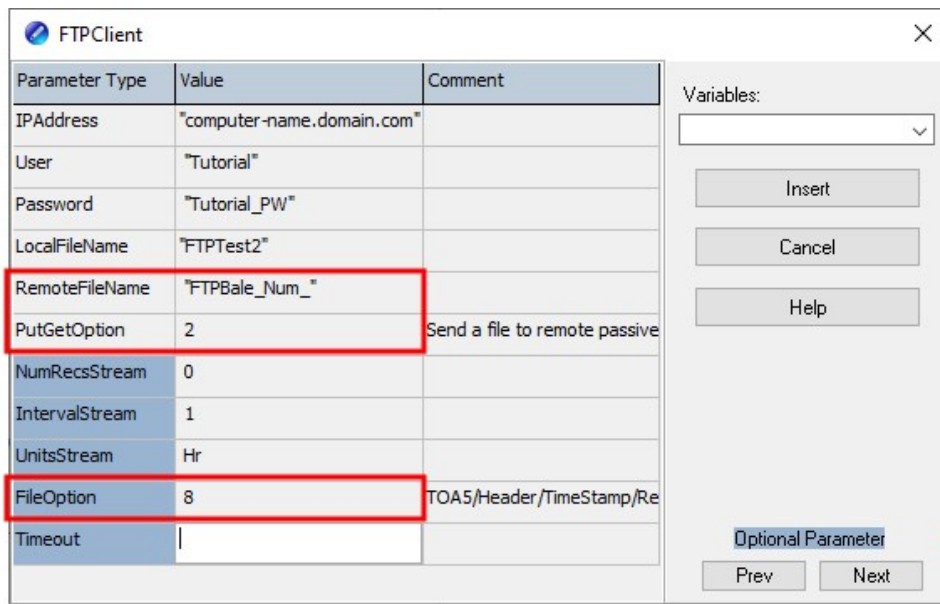 FTPClient
Parameter Type Value Comment
IPAddress "computer-name.domain.com"
User "Tutorial"
Password "Tutorial_PW"
LocalFileName "FTPTest2"
RemoteFileName "FTPBale_Num_"
PutGetOption 2 Send a file to remote passive
NumRecsStream 0
IntervalStream 1
UnitsStream Hr
FileOption 8 TOA5/Header/TimeStamp/Re
Timeout
Variables:
Insert
Cancel
Help
Optional Parameter
Prev Next